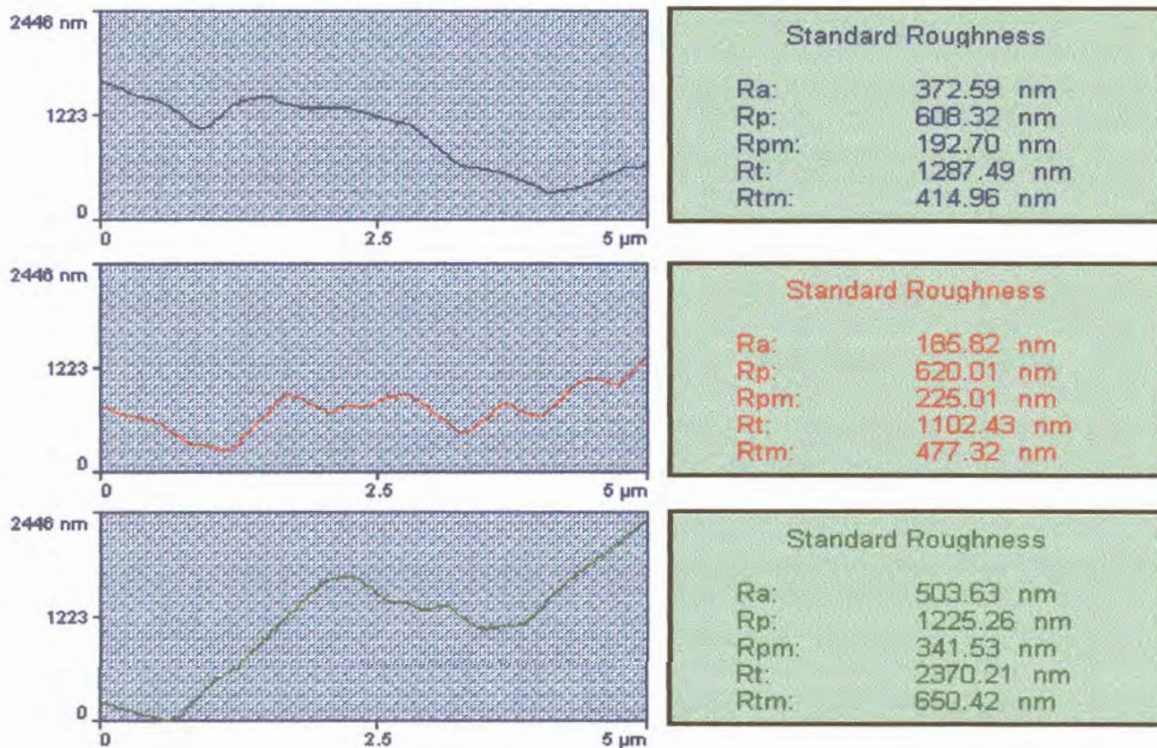 2446 nm
1223
0
0 2.5 5 µm
Standard Roughness
Ra: 372.59 nm
Rp: 608.32 nm
Rpm: 192.70 nm
Rt: 1287.49 nm
Rtm: 414.96 nm
2446 nm
1223
0
0 2.5 5 µm
Standard Roughness
Ra: 185.82 nm
Rp: 620.01 nm
Rpm: 225.01 nm
Rt: 1102.43 nm
Rtm: 477.32 nm
2446 nm
1223
0
0 2.5 5 µm
Standard Roughness
Ra: 503.63 nm
Rp: 1225.26 nm
Rpm: 341.53 nm
Rt: 2370.21 nm
Rtm: 650.42 nm